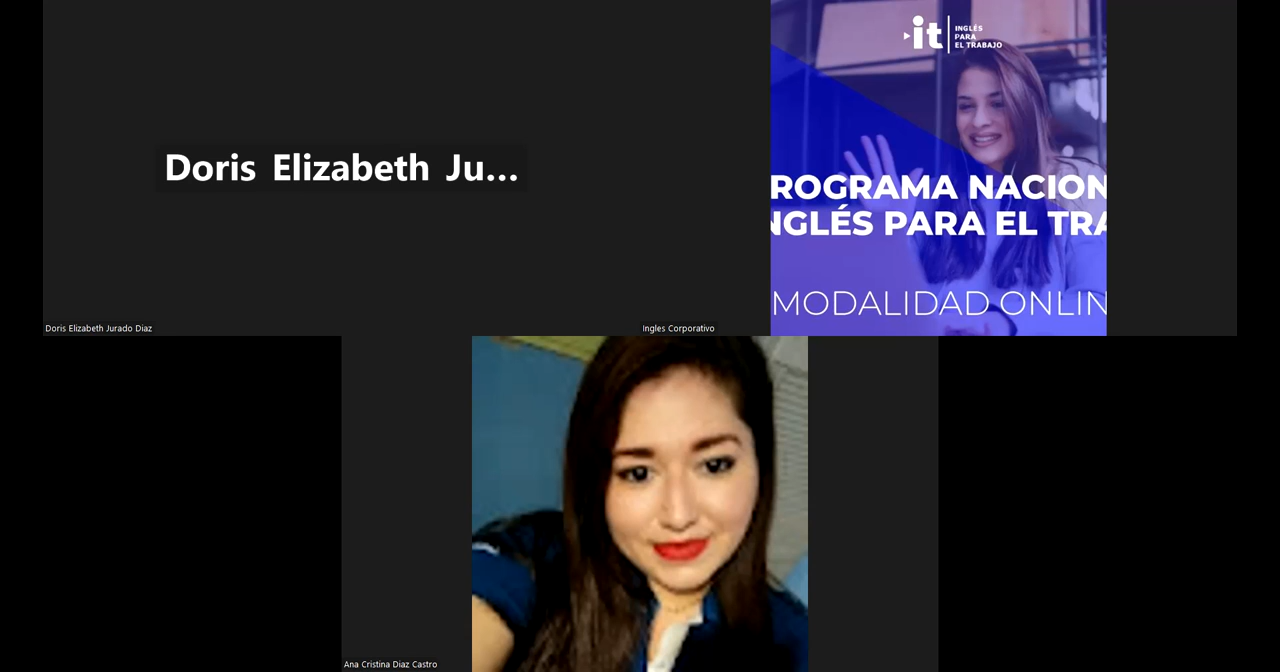 Doris Elizabeth Ju...
Doris Elizabeth Jurado Diaz
it
INGLÉS
PARA
EL TRABAJO
ROGRAMA NACION
NGLÉS PARA EL TRA
MODALIDAD ONLIN
Ingles Corporativo
Ana Cristina Diaz Castro